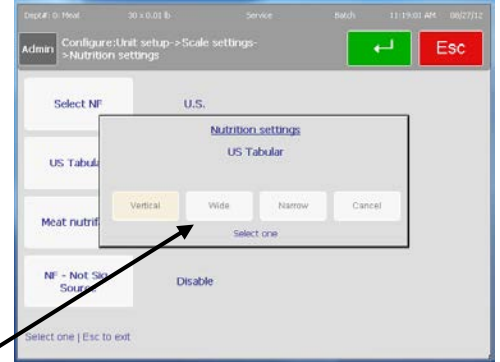 Dept#: 0: Meat 30 x 0.01 lb Service Batch 11:19:01 AM 08/27/12
Admin
Configure:Unit setup->Scale settings-
>Nutrition settings
Esc
Select NF U.S.
Nutrition settings
US Tabular
US Tabula
Vertical Wide Narrow Cancel
Select one
Meat nutrif
NF - Not Sig
Source
Disable
Select one | Esc to exit